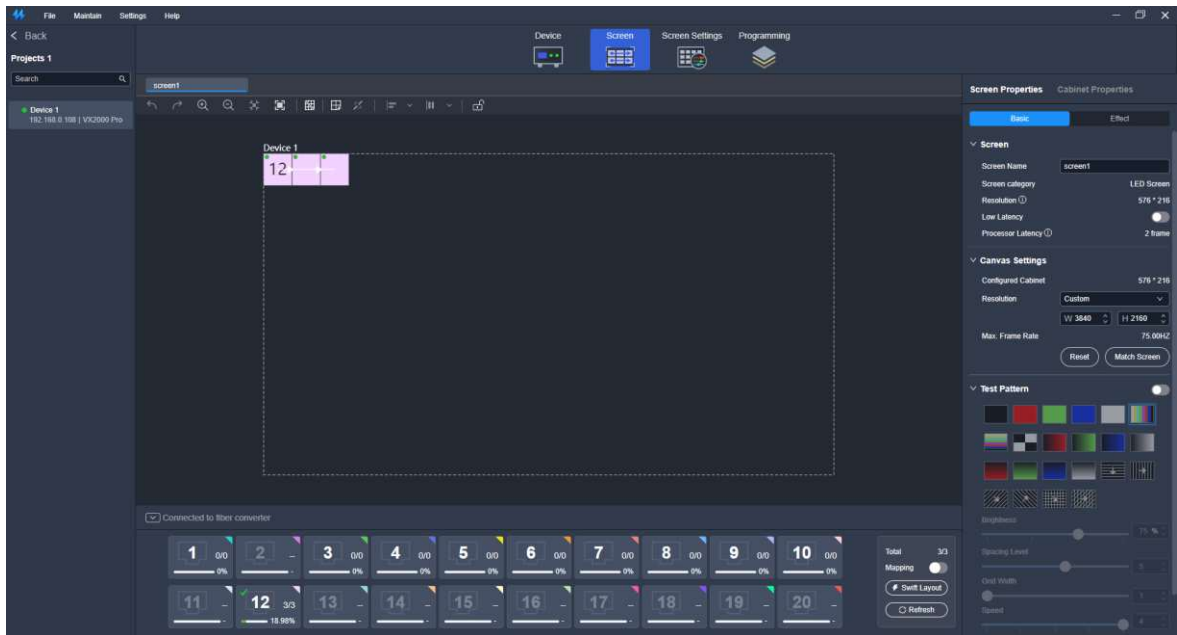 File Maintain Settings Help
Back
Device Screen Screen Settings Programming
Projects 1
Search
Device 1
192.168.0.108 | VX2000 Pro
screen1
Device 1
12
Connected to fiber converter
1 0/0 0%
2 - -
3 0/0 0%
4 0/0 0%
5 0/0 0%
6 0/0 0%
7 0/0 0%
8 0/0 0%
9 0/0 0%
10 0/0 0%
11 - -
12 3/3 18.98%
13 - -
14 - -
15 - -
16 - -
17 - -
18 - -
19 - -
20 - -
Total 3/3
Mapping
Swift Layout
Refresh
Screen Properties Cabinet Properties
Basic Effect
Screen
Screen Name screen1
Screen category LED Screen
Resolution 576 * 216
Low Latency
Processor Latency 2 frame
Canvas Settings
Configured Cabinet 576 * 216
Resolution Custom
W 3840 H 2160
Max. Frame Rate 75.00HZ
Reset Match Screen
Test Pattern
Brightness 75 %
Spacing Level 5
Grid Width 1
Speed 4